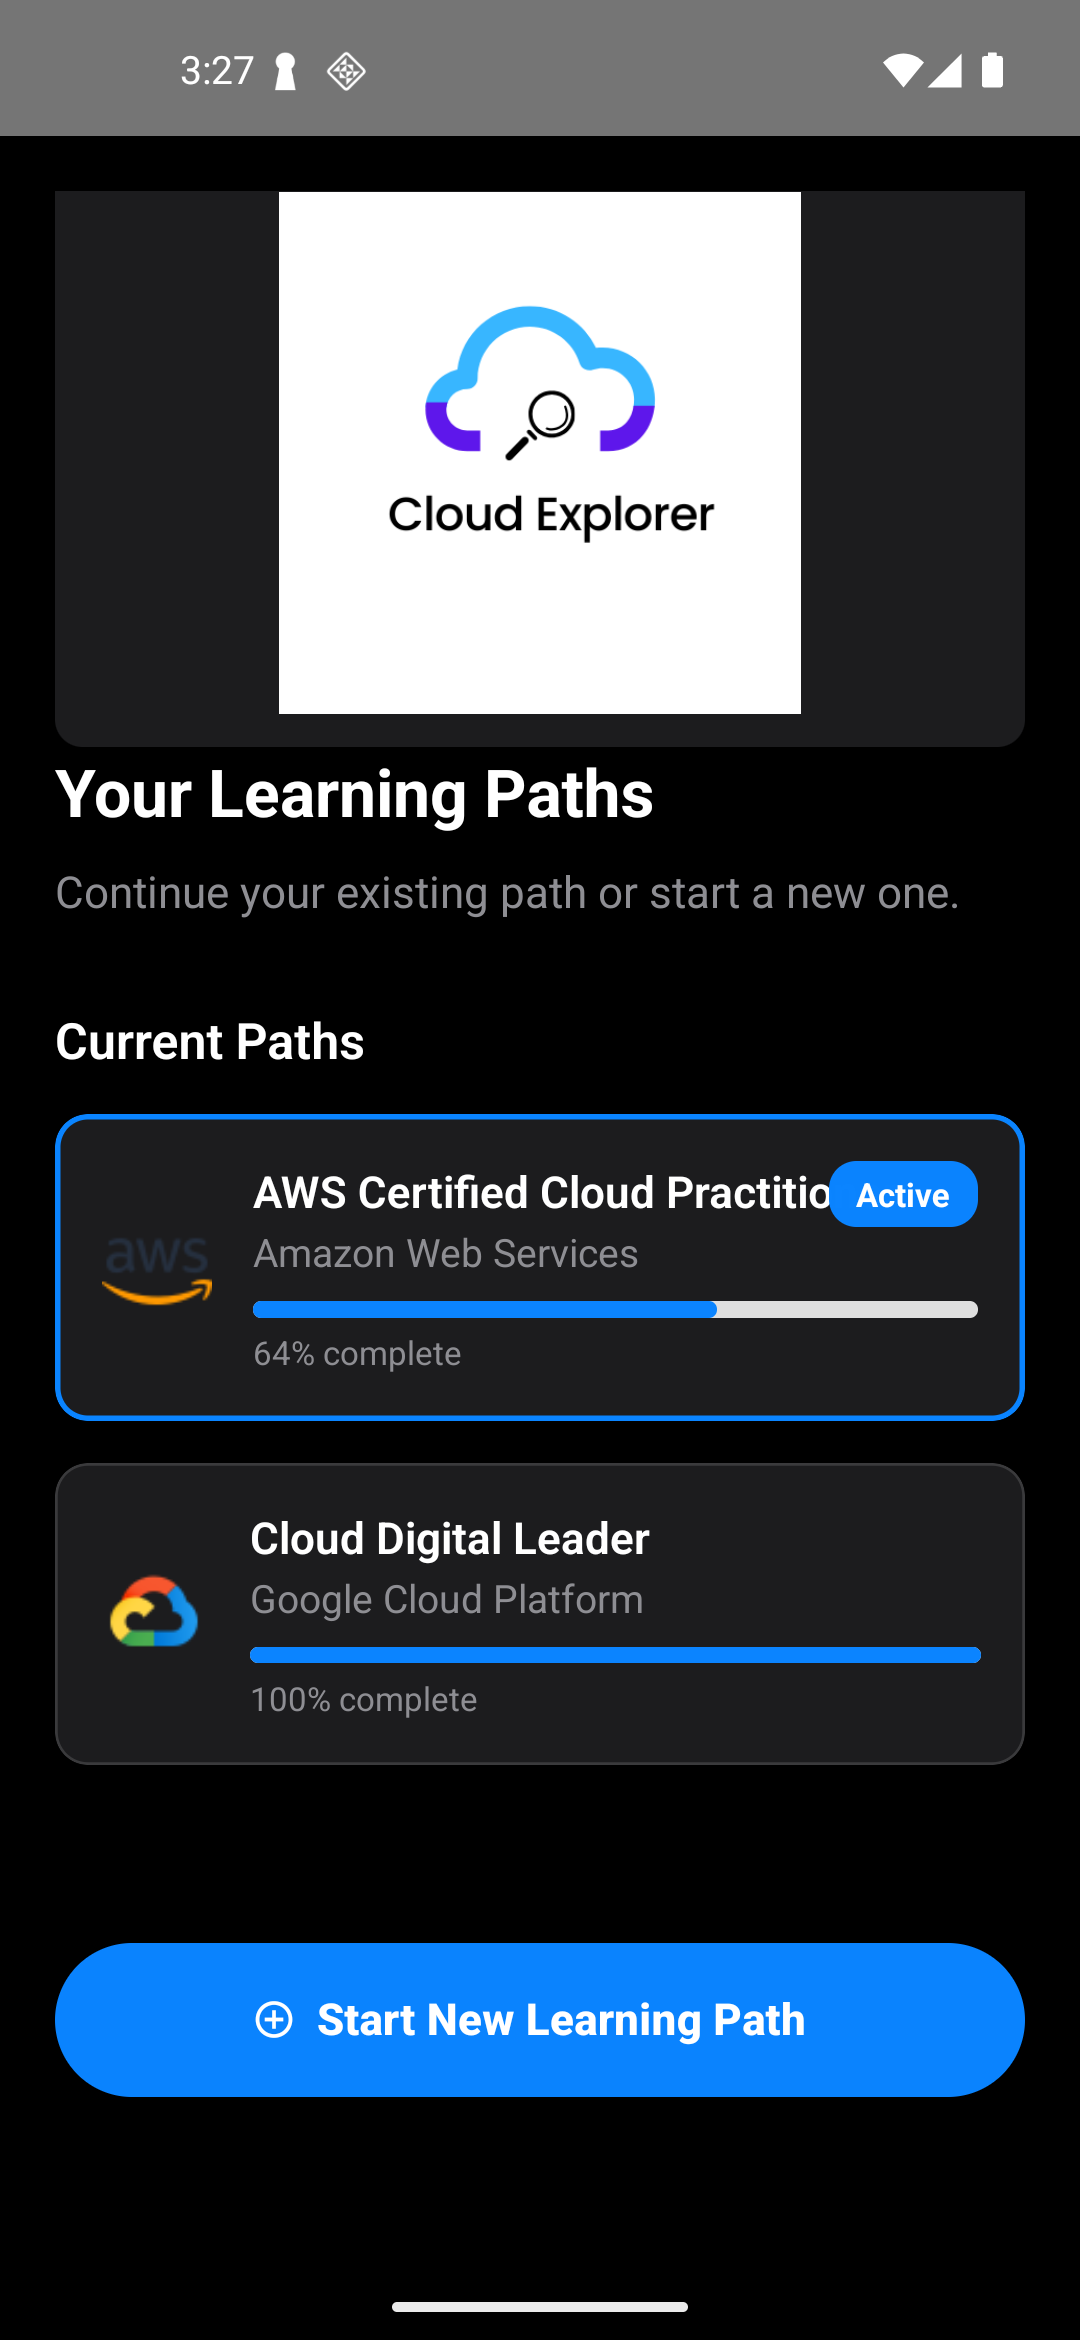 3:27
Cloud Explorer
Your Learning Paths
Continue your existing path or start a new one.
Current Paths
AWS Certified Cloud Practitio
Active
aws
Amazon Web Services
64% complete
Cloud Digital Leader
Google Cloud Platform
100% complete
Start New Learning Path